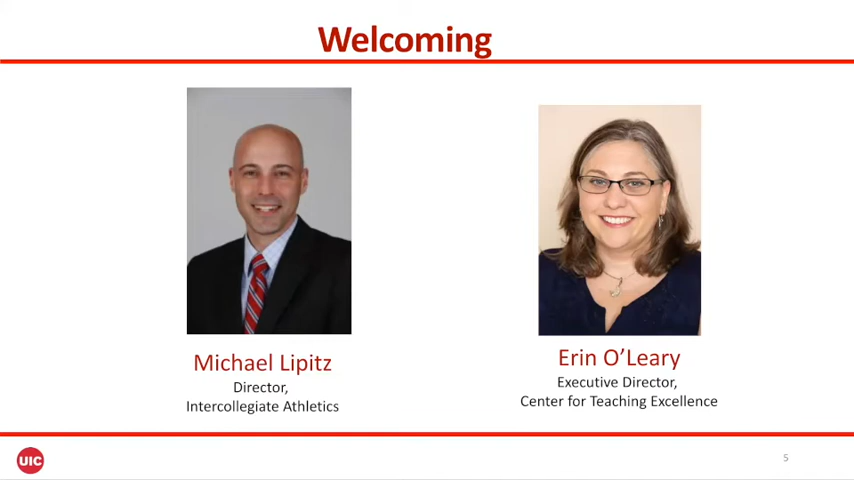 Welcoming
Michael Lipitz
Director,
Intercollegiate Athletics
Erin O’Leary
Executive Director,
Center for Teaching Excellence
UIC
5